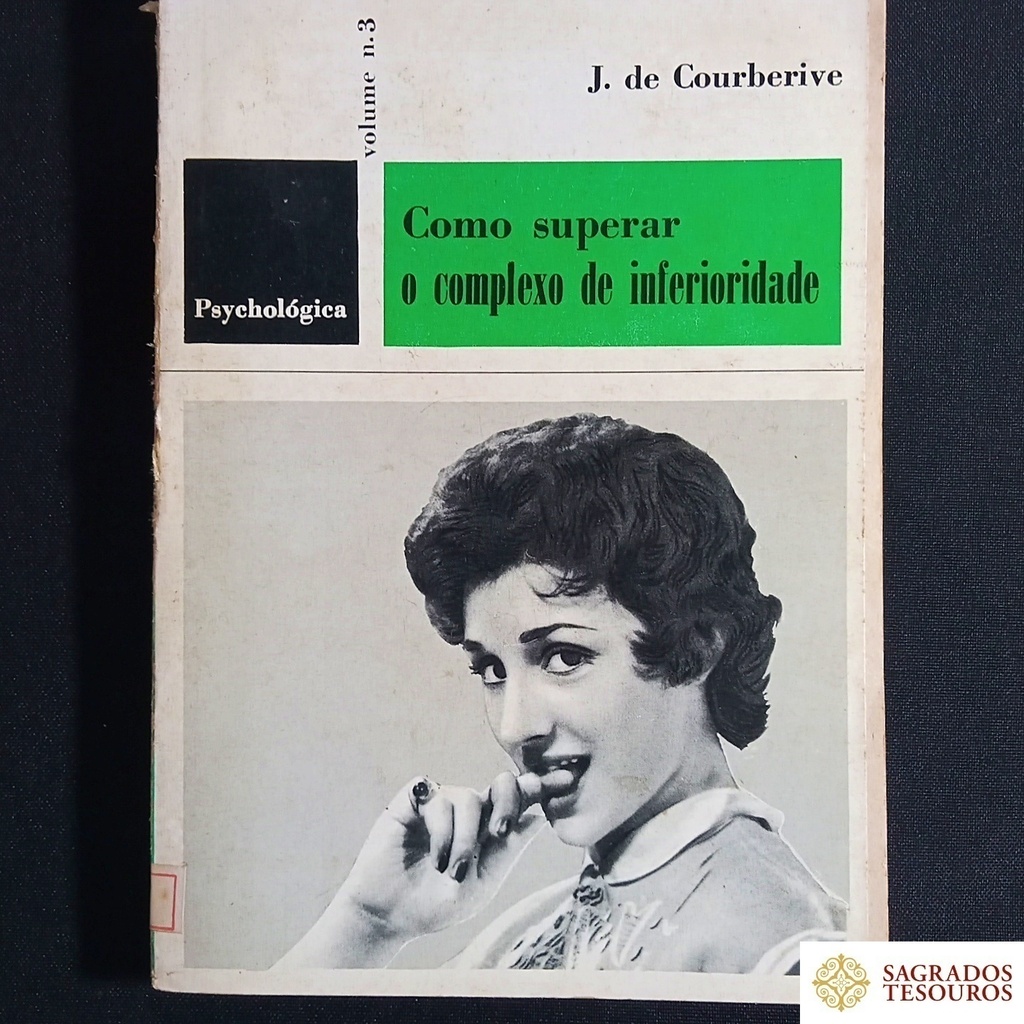 volume n.3
J. de Courberive
Psychológica
Como superar
o complexo de inferioridade
SAGRADOS
TESOUROS